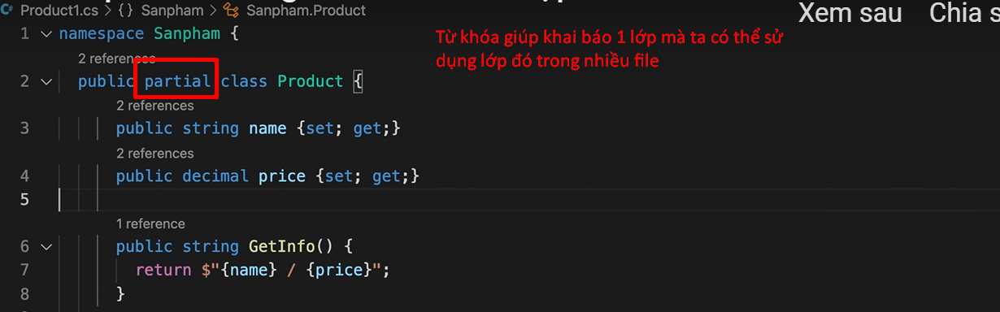 Product1.cs > {} Sanpham > Sanpham.Product
Xem sau Chia s
1 namespace Sanpham {
Từ khóa giúp khai báo 1 lớp mà ta có thể sử
dụng lớp đó trong nhiều file
2 references
2 public partial class Product {
2 references
3 public string name {set; get;}
2 references
4 public decimal price {set; get;}
5
1 reference
6 public string GetInfo() {
7 return $"{name} / {price}";
8 }